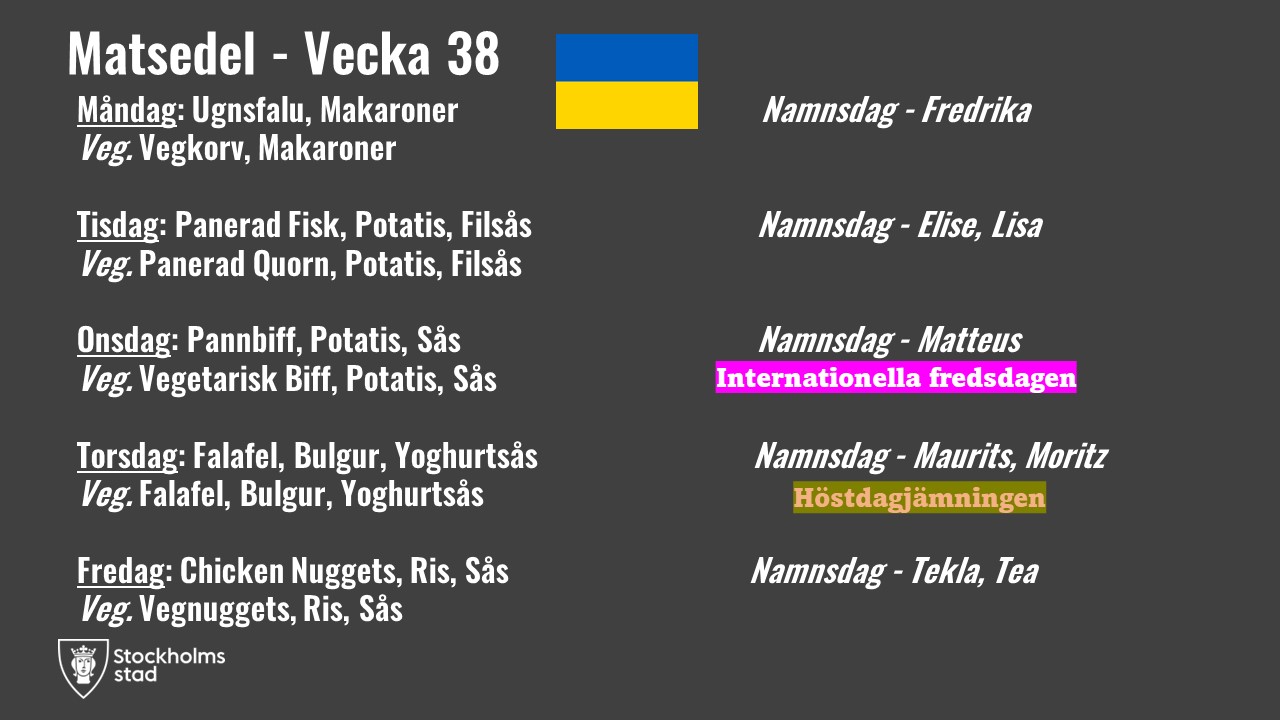 Matsedel - Vecka 38
Måndag: Ugnsfalu, Makaroner
Namnsdag - Fredrika
Veg. Vegkorv, Makaroner
Tisdag: Panerad Fisk, Potatis, Filsås
Namnsdag - Elise, Lisa
Veg. Panerad Quorn, Potatis, Filsås
Onsdag: Pannbiff, Potatis, Sås
Namnsdag - Matteus
Veg. Vegetarisk Biff, Potatis, Sås
Internationella fredsdagen
Torsdag: Falafel, Bulgur, Yoghurtsås
Namnsdag - Maurits, Moritz
Veg. Falafel, Bulgur, Yoghurtsås
Höstdagjämningen
Fredag: Chicken Nuggets, Ris, Sås
Namnsdag - Tekla, Tea
Veg. Vegnuggets, Ris, Sås
Stockholms
stad